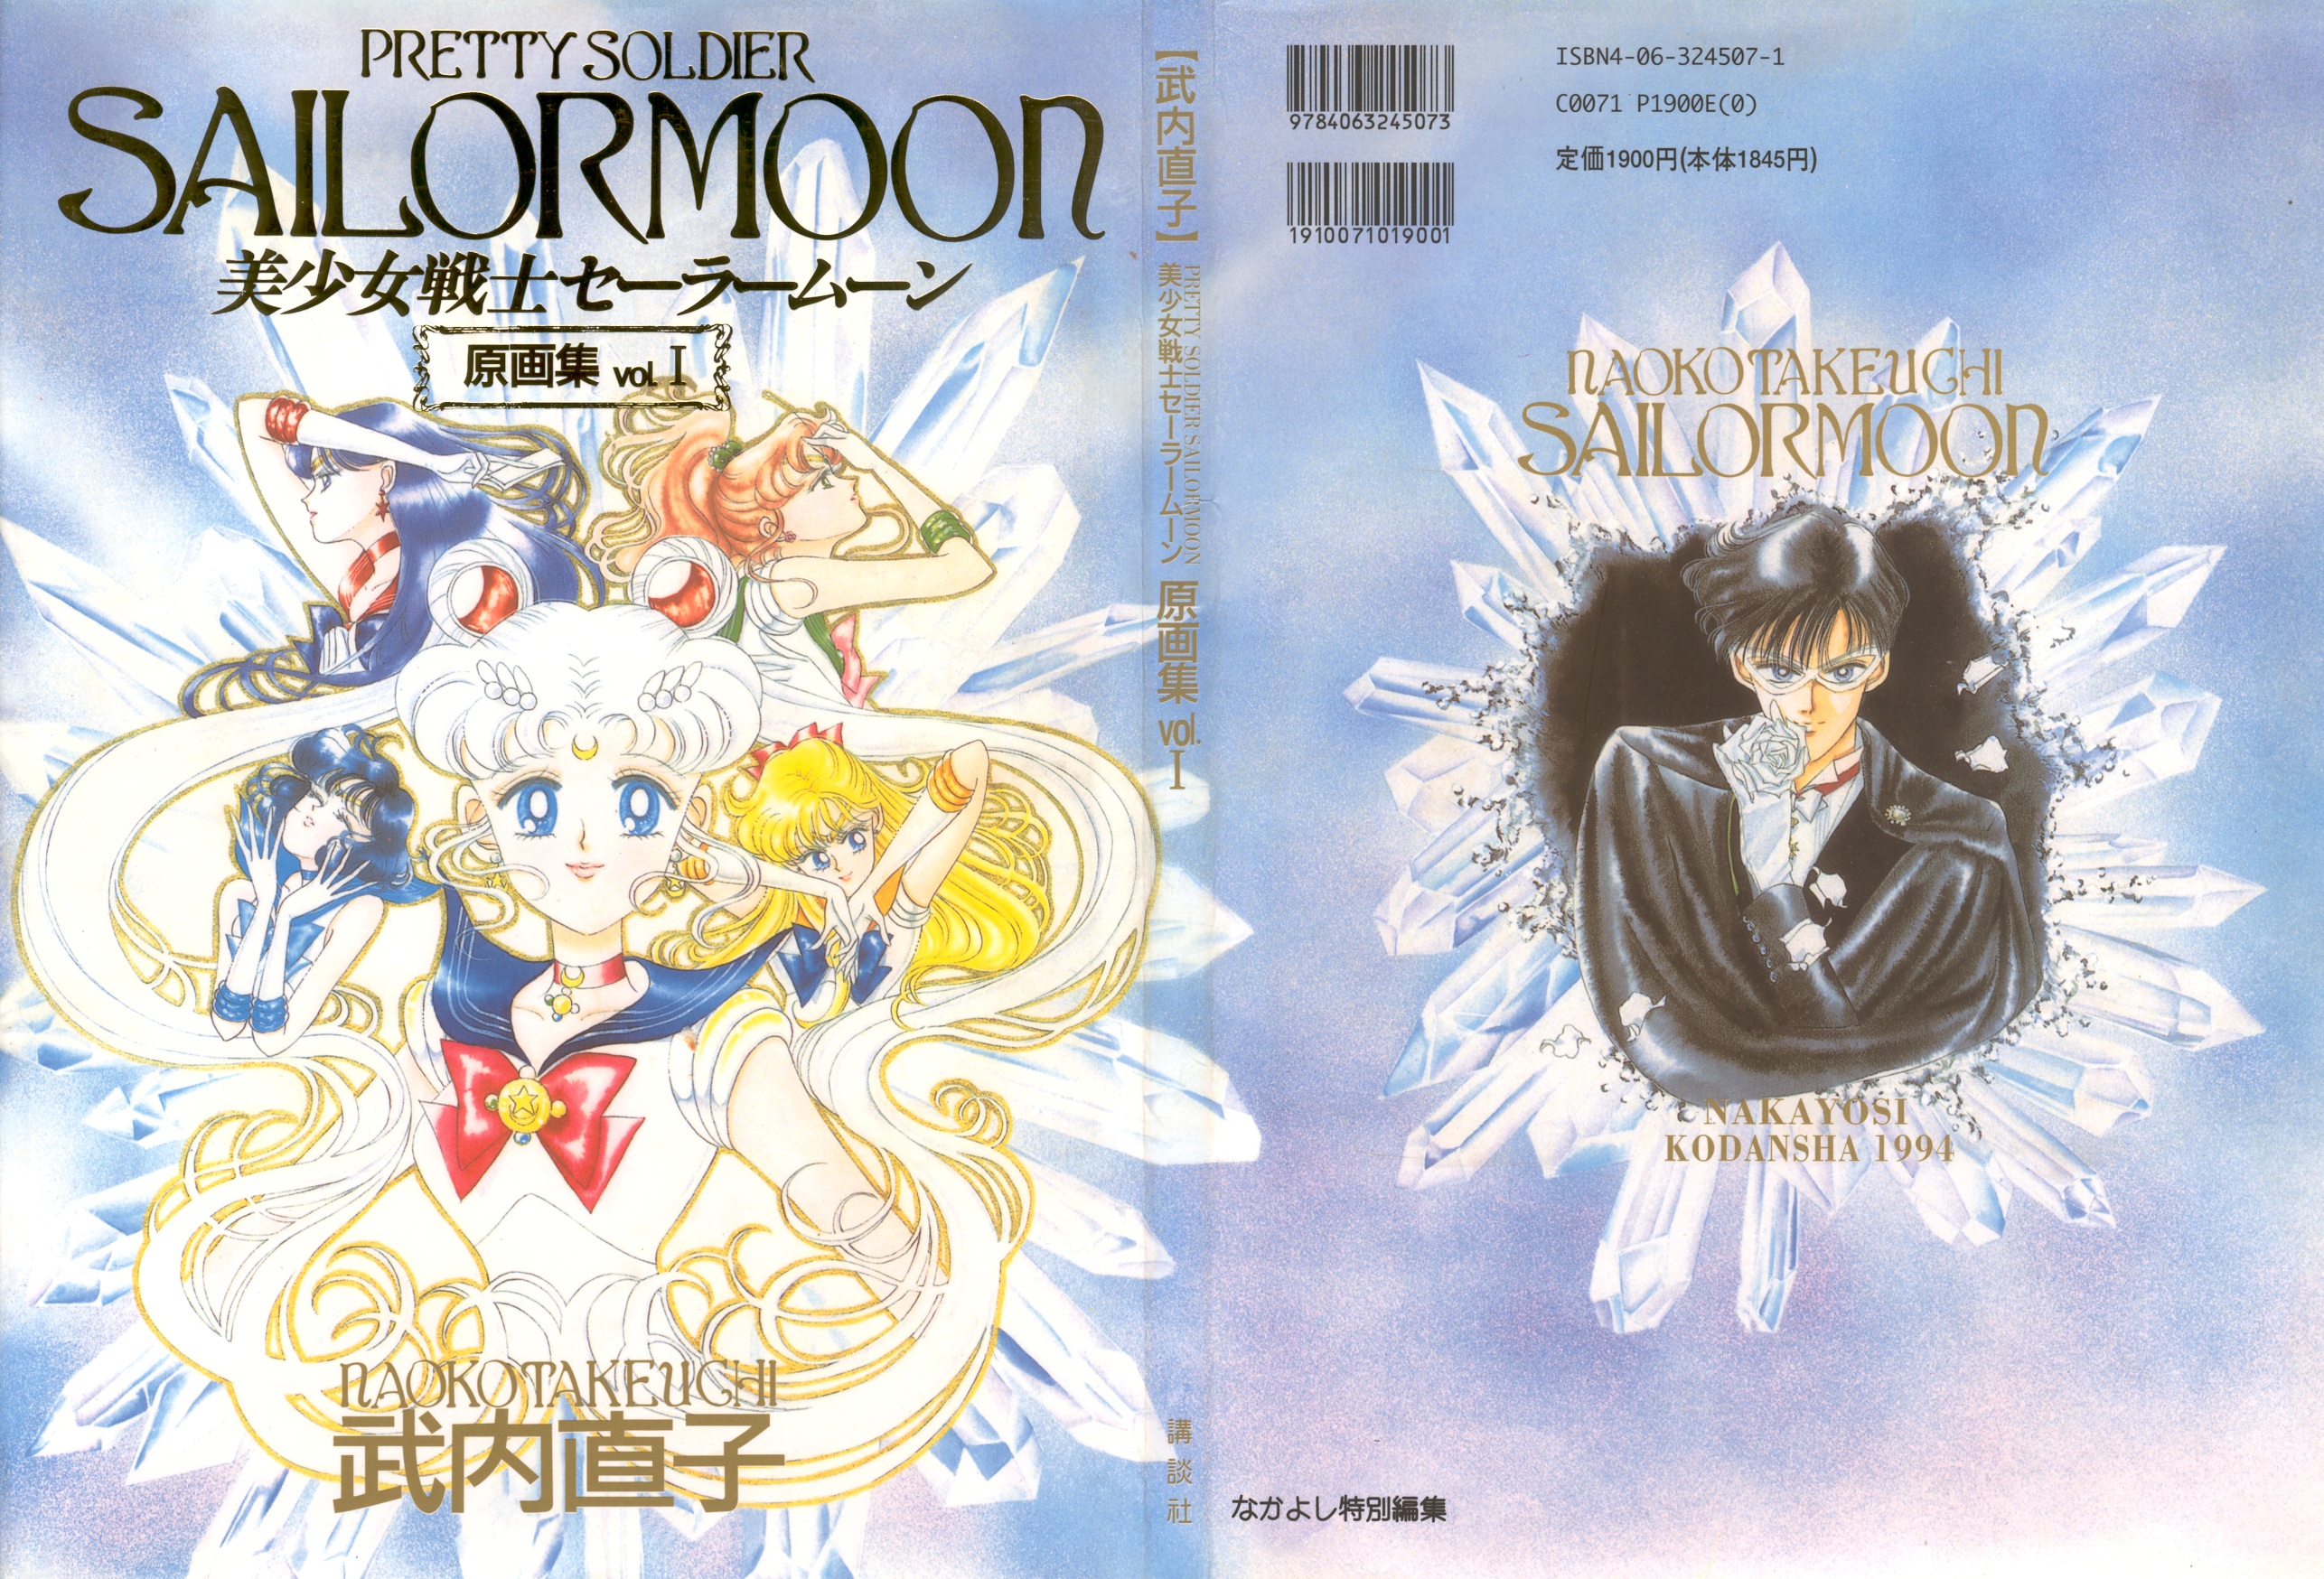 PRETTY SOLDIER
SAILORMOON
美少女戦士セーラームーン
原画集 vol.Ⅰ
NAOKO TAKEUCHI
武内直子
【武内直子】
美少女戦士セーラームーン
PRETTY SOLDIER SAILORMOON
原画集 vol.Ⅰ
講談社
9784063245073
1910071019001
ISBN4-06-324507-1
C0071 P1900E(0)
定価1900円(本体1845円)
NAOKO TAKEUCHI
SAILORMOON
NAKAYOSI
KODANSHA 1994
なかよし特別編集